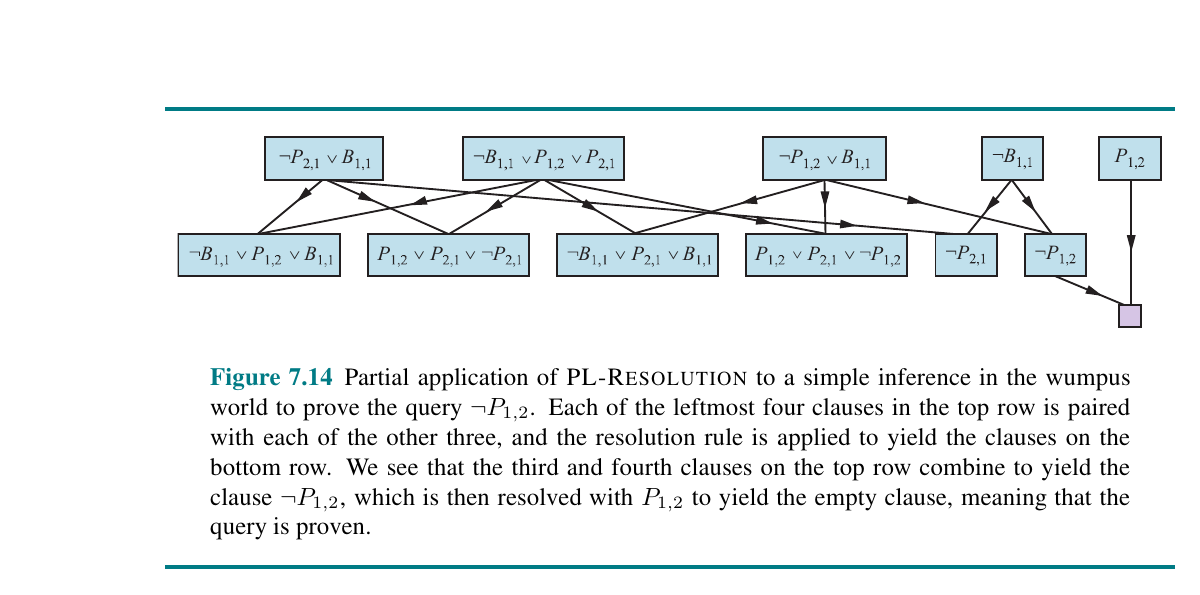 ¬P2,1 ∨ B1,1 ¬B1,1 ∨ P1,2 ∨ P2,1 ¬P1,2 ∨ B1,1 ¬B1,1 P1,2
¬B1,1 ∨ P1,2 ∨ B1,1 P1,2 ∨ P2,1 ∨ ¬P2,1 ¬B1,1 ∨ P2,1 ∨ B1,1 P1,2 ∨ P2,1 ∨ ¬P1,2 ¬P2,1 ¬P1,2
Figure 7.14 Partial application of PL-RESOLUTION to a simple inference in the wumpus
world to prove the query ¬P1,2. Each of the leftmost four clauses in the top row is paired
with each of the other three, and the resolution rule is applied to yield the clauses on the
bottom row. We see that the third and fourth clauses on the top row combine to yield the
clause ¬P1,2, which is then resolved with P1,2 to yield the empty clause, meaning that the
query is proven.